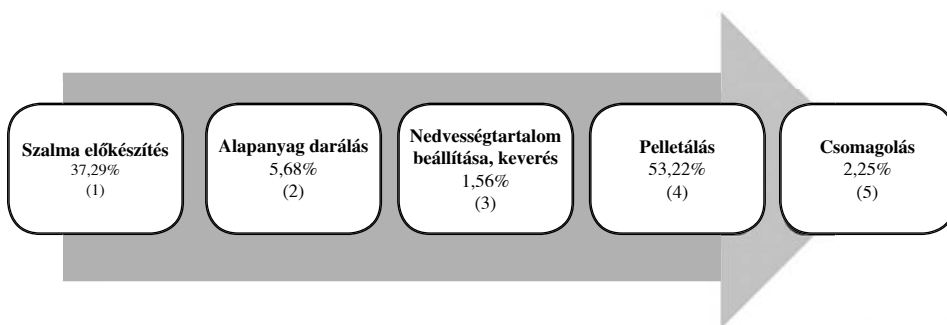 Szalma előkészítés
37,29%
(1)
Alapanyag darálás
5,68%
(2)
Nedvességtartalom
beállítása, keverés
1,56%
(3)
Pelletálás
53,22%
(4)
Csomagolás
2,25%
(5)